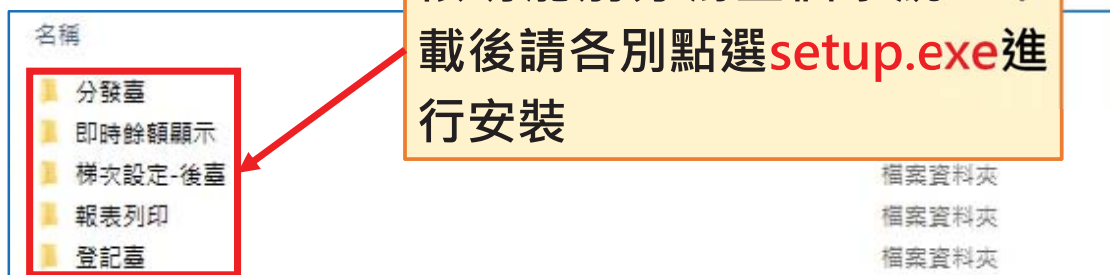 名稱
載後請各別點選setup.exe進
行安裝
分發臺
即時餘額顯示
梯次設定-後臺
檔案資料夾
報表列印
檔案資料夾
登記臺
檔案資料夾